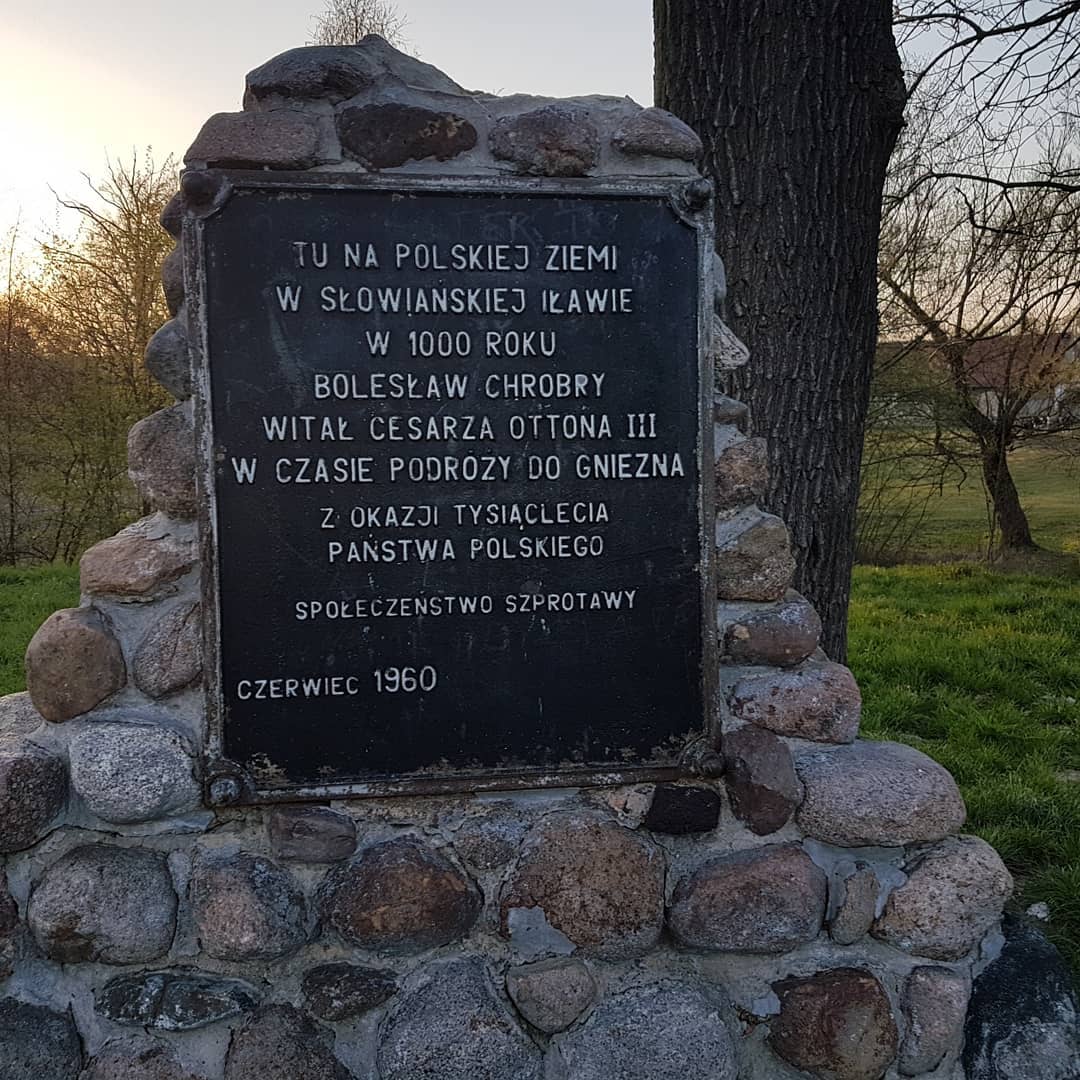 TU NA POLSKIEJ ZIEMI
W SŁOWIAŃSKIEJ IŁAWIE
W 1000 ROKU
BOLESŁAW CHROBRY
WITAŁ CESARZA OTTONA III
W CZASIE PODRÓŻY DO GNIEZNA
Z OKAZJI TYSIĄCLECIA
PAŃSTWA POLSKIEGO
SPOŁECZEŃSTWO SZPROTAWY
CZERWIEC 1960